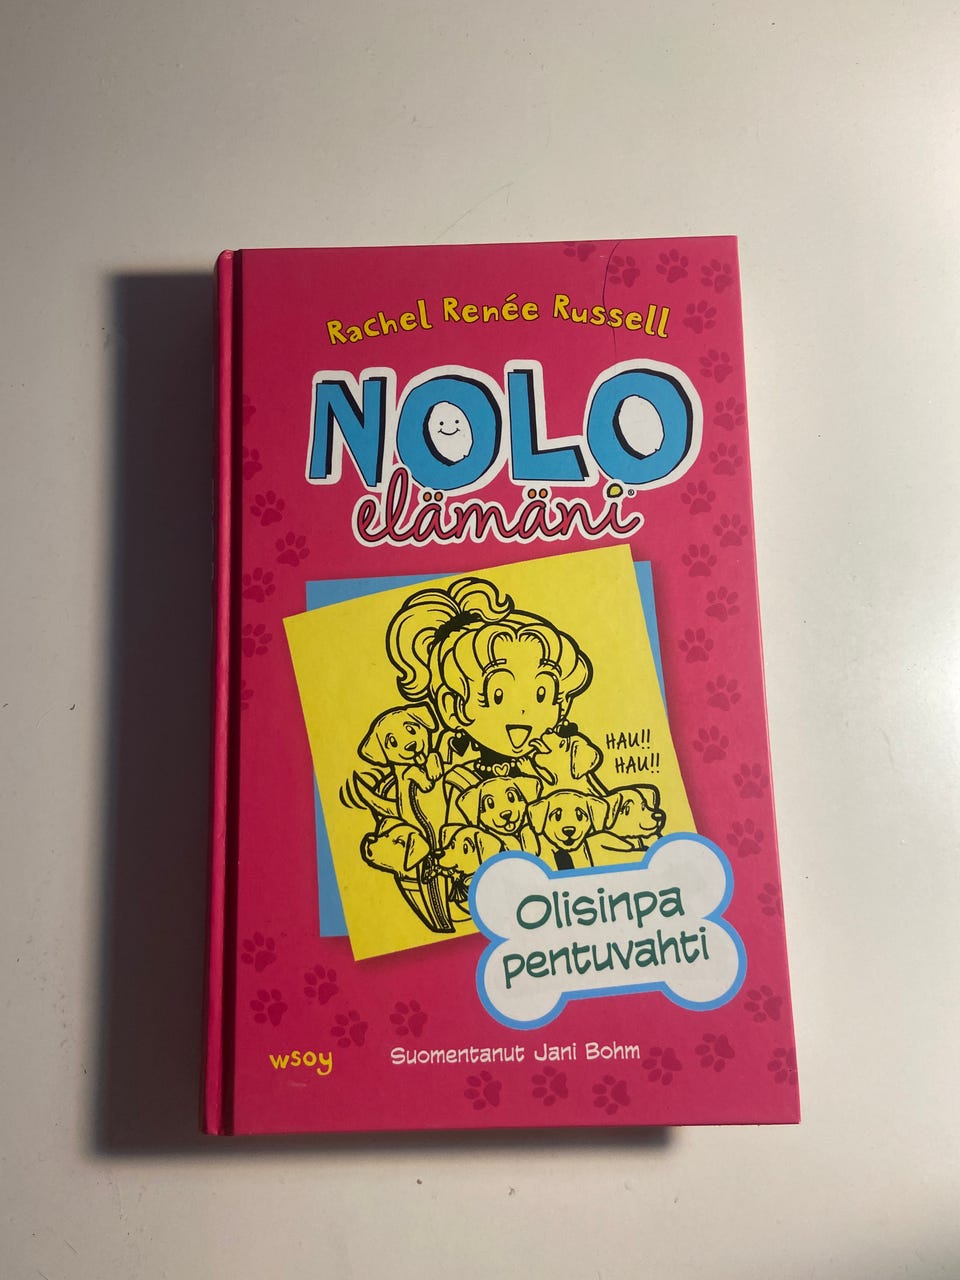 Rachel Renée Russell
NOLO
elämäni®
HAU!!
HAU!!
Olisinpa
pentuvahti
wsoy
Suomentanut Jani Bohm